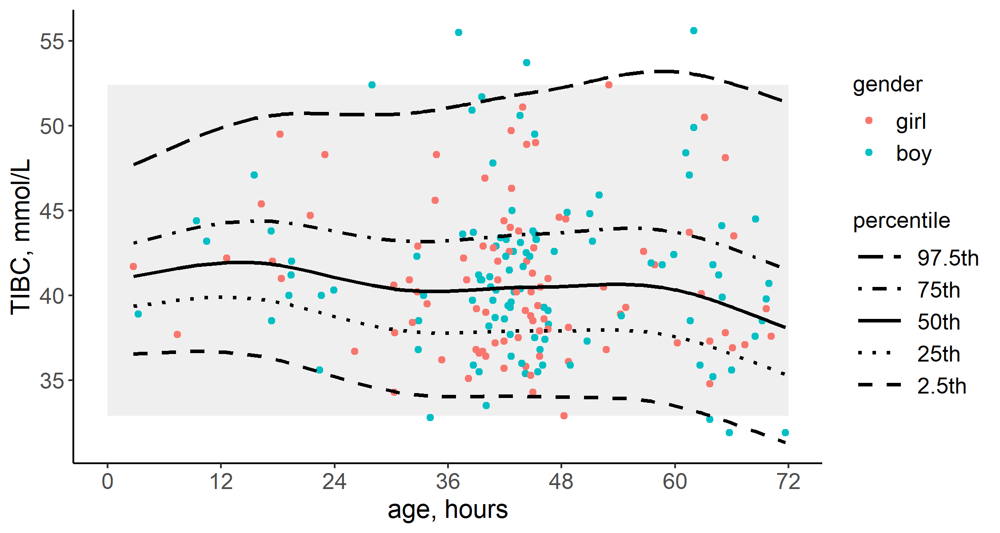 TIBC, mmol/L
55
50
45
40
35
0 12 24 36 48 60 72
age, hours
gender
girl
boy
percentile
97.5th
75th
50th
25th
2.5th